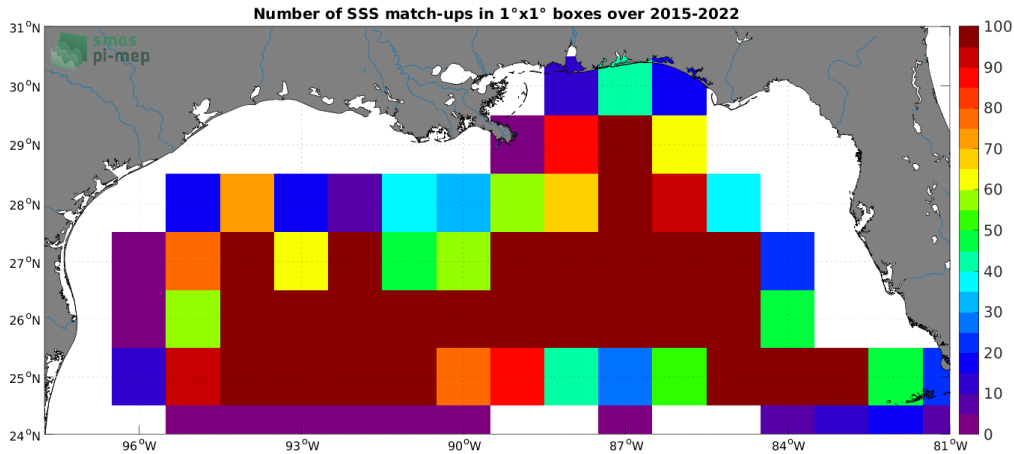 Number of SSS match-ups in 1°x1° boxes over 2015-2022
smos
pi-mep
31°N
30°N
29°N
28°N
27°N
26°N
25°N
24°N
96°W
93°W
90°W
87°W
84°W
81°W
100
90
80
70
60
50
40
30
20
10
0